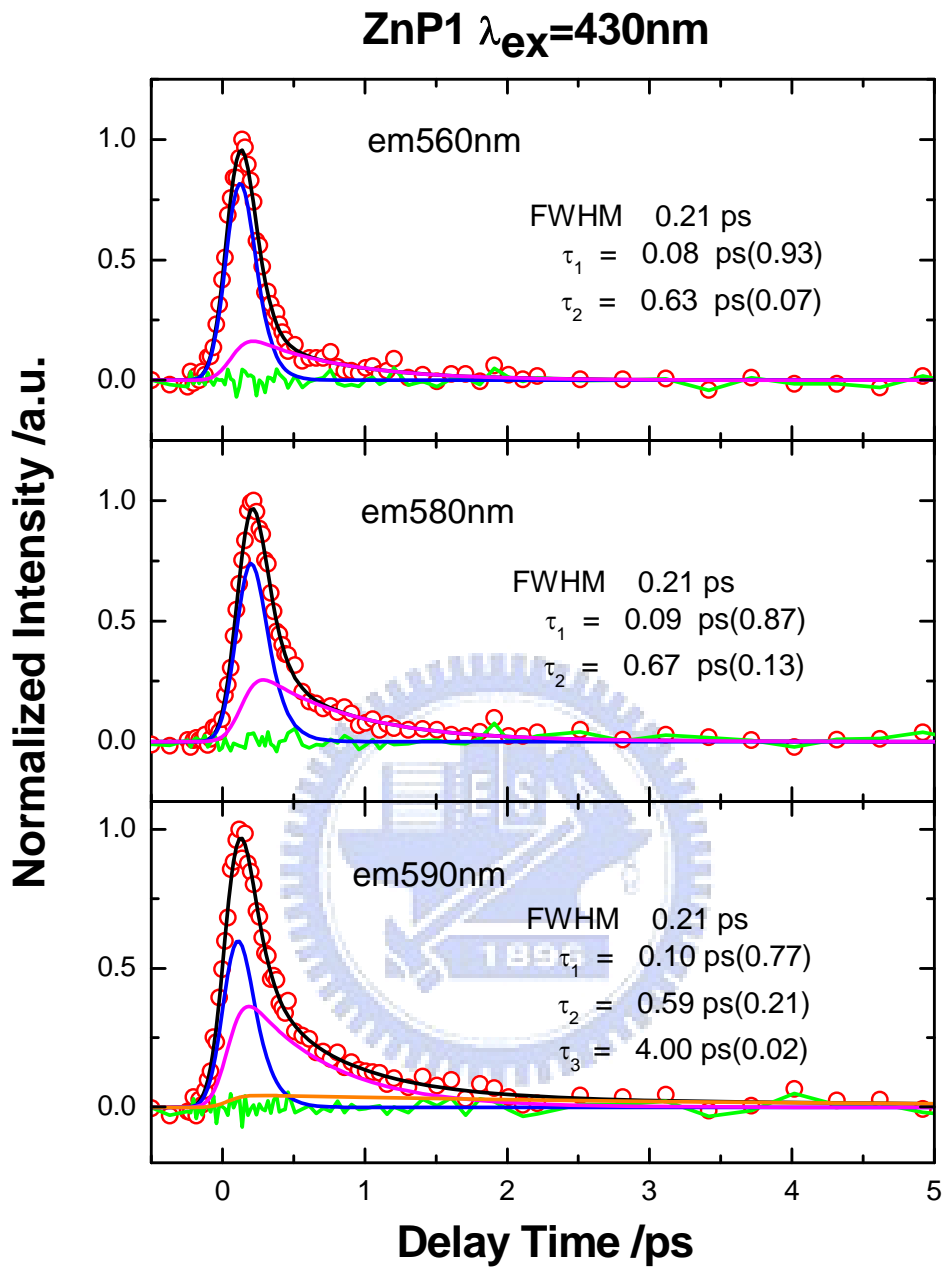 ZnP1 λex=430nm
em560nm
FWHM 0.21 ps
τ1 = 0.08 ps(0.93)
τ2 = 0.63 ps(0.07)
1.0
0.5
0.0
em580nm
FWHM 0.21 ps
τ1 = 0.09 ps(0.87)
τ2 = 0.67 ps(0.13)
1.0
0.5
0.0
em590nm
FWHM 0.21 ps
τ1 = 0.10 ps(0.77)
τ2 = 0.59 ps(0.21)
τ3 = 4.00 ps(0.02)
1.0
0.5
0.0
ES
1896
0 1 2 3 4 5
Delay Time /ps
Normalized Intensity /a.u.